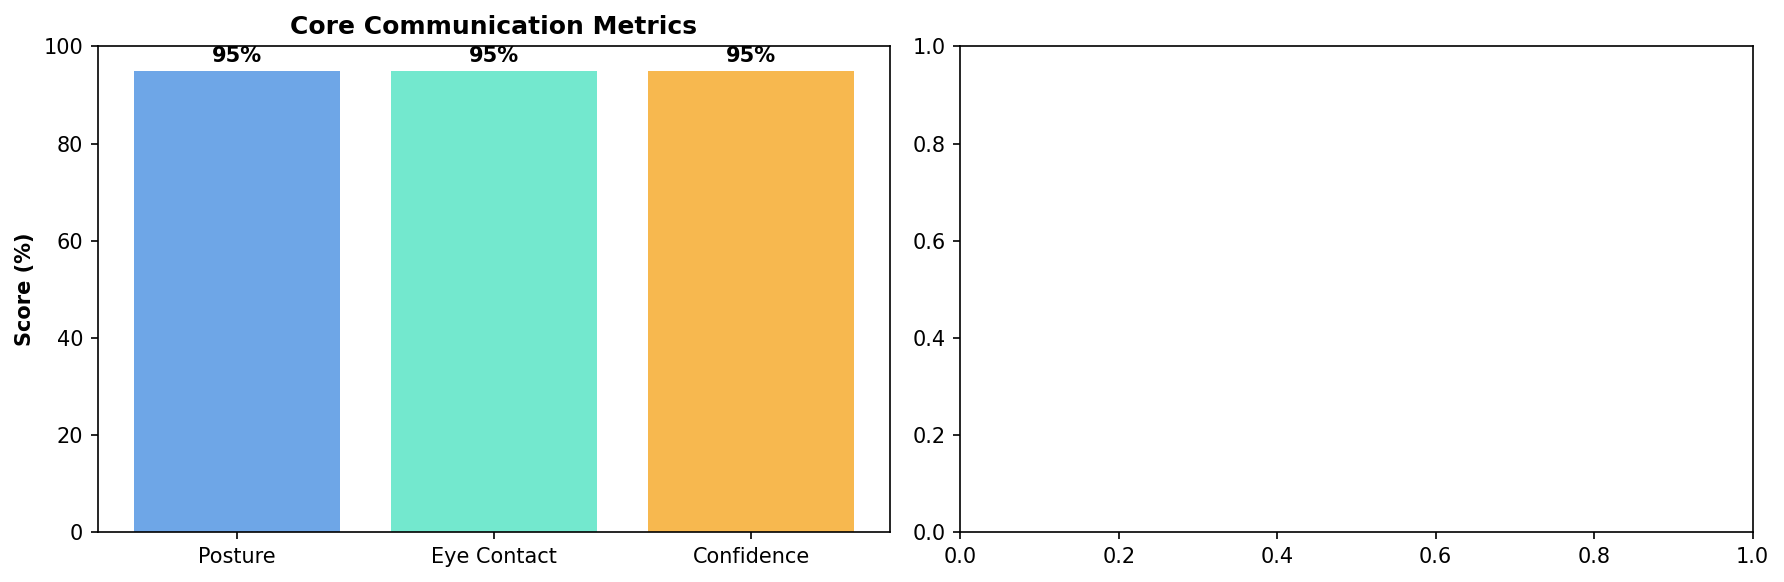 Core Communication Metrics
Score (%)
100
80
60
40
20
0
95% 95% 95%
Posture Eye Contact Confidence
1.0
0.8
0.6
0.4
0.2
0.0
0.0 0.2 0.4 0.6 0.8 1.0